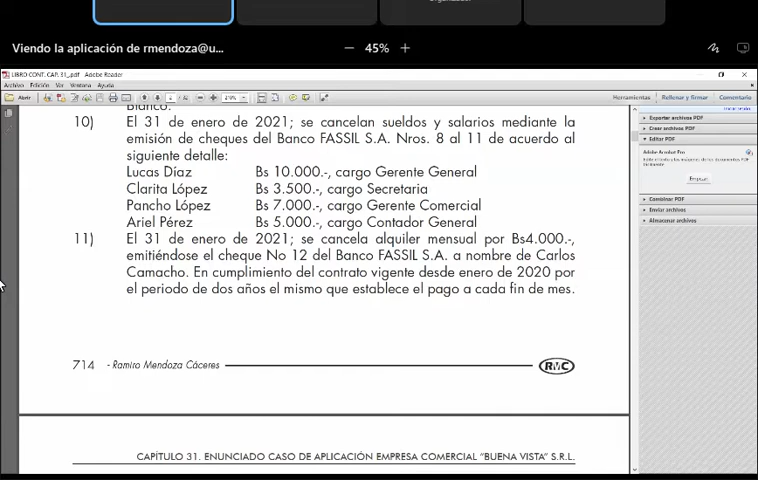 Viendo la aplicación de rmendoza@u...
45%
LIBRO CONT. CAP. 31_.pdf - Adobe Reader
Archivo Edición Ver Ventana Ayuda
Abrir
Herramientas Rellenar y firmar Comentario
Blanco.
10) El 31 de enero de 2021; se cancelan sueldos y salarios mediante la
emisión de cheques del Banco FASSIL S.A. Nros. 8 al 11 de acuerdo al
siguiente detalle:
Lucas Díaz Bs 10.000.-, cargo Gerente General
Clarita López Bs 3.500.-, cargo Secretaria
Pancho López Bs 7.000.-, cargo Gerente Comercial
Ariel Pérez Bs 5.000.-, cargo Contador General
11) El 31 de enero de 2021; se cancela alquiler mensual por Bs4.000.-,
emitiéndose el cheque No 12 del Banco FASSIL S.A. a nombre de Carlos
Camacho. En cumplimiento del contrato vigente desde enero de 2020 por
el periodo de dos años el mismo que establece el pago a cada fin de mes.
714 - Ramiro Mendoza Cáceres
RMC
CAPÍTULO 31. ENUNCIADO CASO DE APLICACIÓN EMPRESA COMERCIAL "BUENA VISTA" S.R.L.
Exportar archivos PDF
Crear archivos PDF
Editar PDF
Adobe Acrobat Pro
Combinar PDF
Enviar archivos
Almacenar archivos